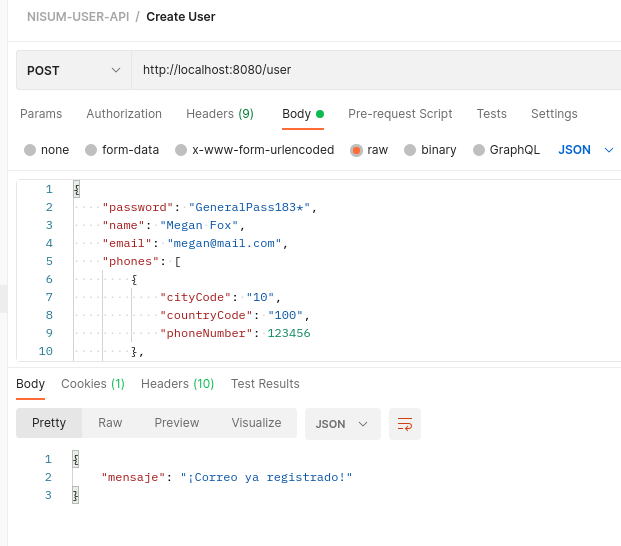 NISUM-USER-API / Create User
POST http://localhost:8080/user
Params Authorization Headers (9) Body Pre-request Script Tests Settings
none form-data x-www-form-urlencoded raw binary GraphQL JSON
1 {
2 "password": "GeneralPass183*",
3 "name": "Megan Fox",
4 "email": "megan@mail.com",
5 "phones": [
6 {
7 "cityCode": "10",
8 "countryCode": "100",
9 "phoneNumber": 123456
10 },
Body Cookies (1) Headers (10) Test Results
Pretty Raw Preview Visualize JSON
1 {
2 "mensaje": "¡Correo ya registrado!"
3 }